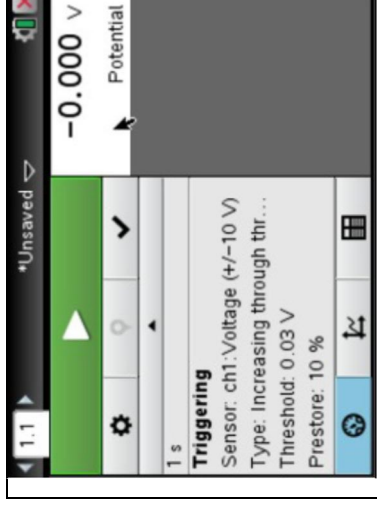 1.1
*Unsaved
-0.000 V
Potential
1 s
Triggering
Sensor: ch1:Voltage (+/-10 V)
Type: Increasing through thr...
Threshold: 0.03 V
Prestore: 10 %